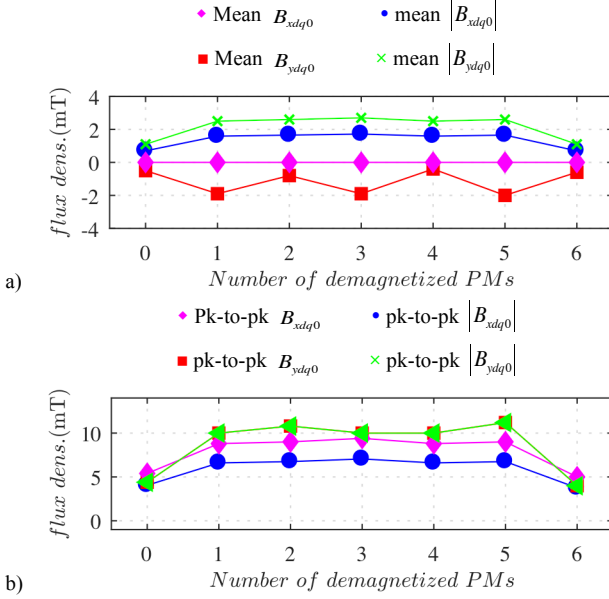 a)
Mean B_xdq0 mean |B_xdq0|
Mean B_ydq0 mean |B_ydq0|
flux dens.(mT)
4
2
0
-2
-4
0 1 2 3 4 5 6
Number of demagnetized PMs
Pk-to-pk B_xdq0 pk-to-pk |B_xdq0|
pk-to-pk B_ydq0 pk-to-pk |B_ydq0|
flux dens.(mT)
10
5
0
0 1 2 3 4 5 6
Number of demagnetized PMs
b)